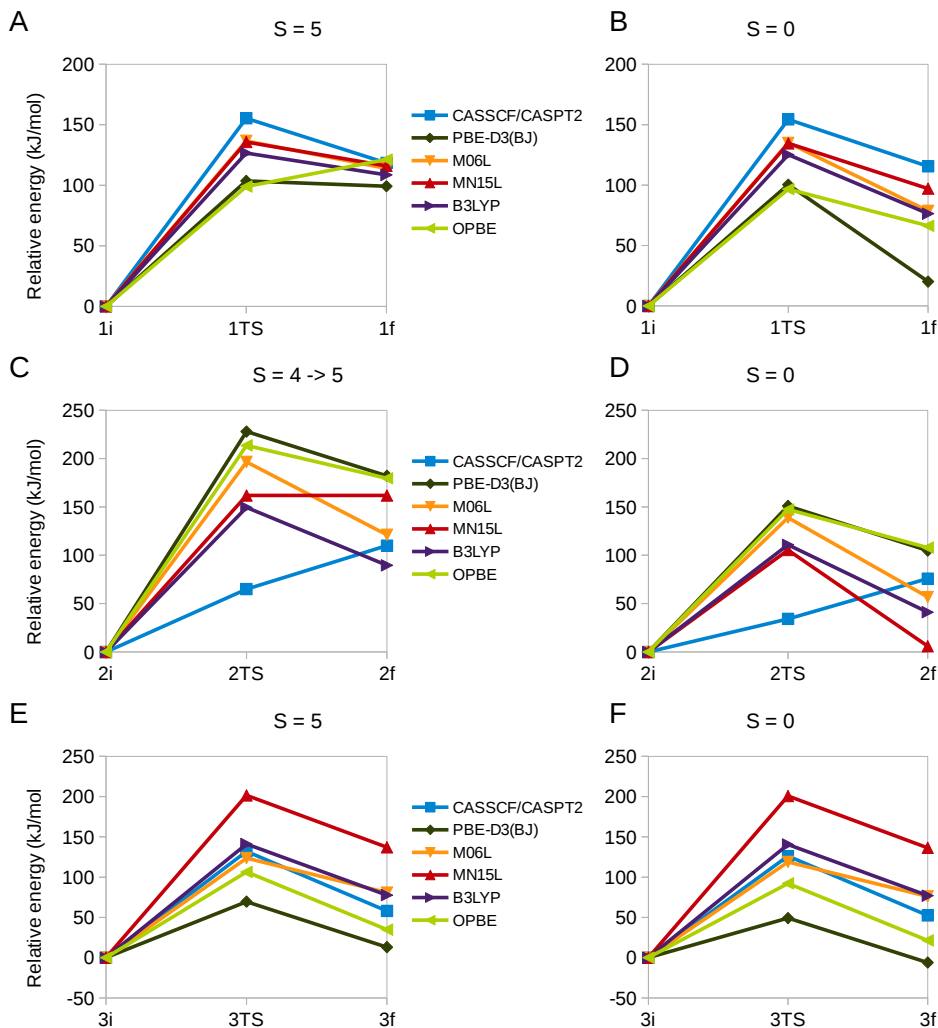 A
S = 5
B
S = 0
Relative energy (kJ/mol)
200
150
100
50
0
1i
1TS
1f
CASSCF/CASPT2
PBE-D3(BJ)
M06L
MN15L
B3LYP
OPBE
200
150
100
50
0
1i
1TS
1f
C
S = 4 -> 5
D
S = 0
Relative energy (kJ/mol)
250
200
150
100
50
0
2i
2TS
2f
CASSCF/CASPT2
PBE-D3(BJ)
M06L
MN15L
B3LYP
OPBE
250
200
150
100
50
0
2i
2TS
2f
E
S = 5
F
S = 0
Relative energy (kJ/mol
250
200
150
100
50
0
-50
3i
3TS
3f
CASSCF/CASPT2
PBE-D3(BJ)
M06L
MN15L
B3LYP
OPBE
250
200
150
100
50
0
-50
3i
3TS
3f